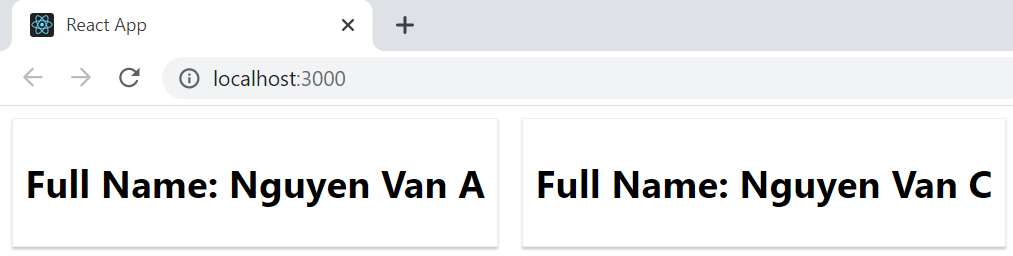 React App
localhost:3000
Full Name: Nguyen Van A
Full Name: Nguyen Van C